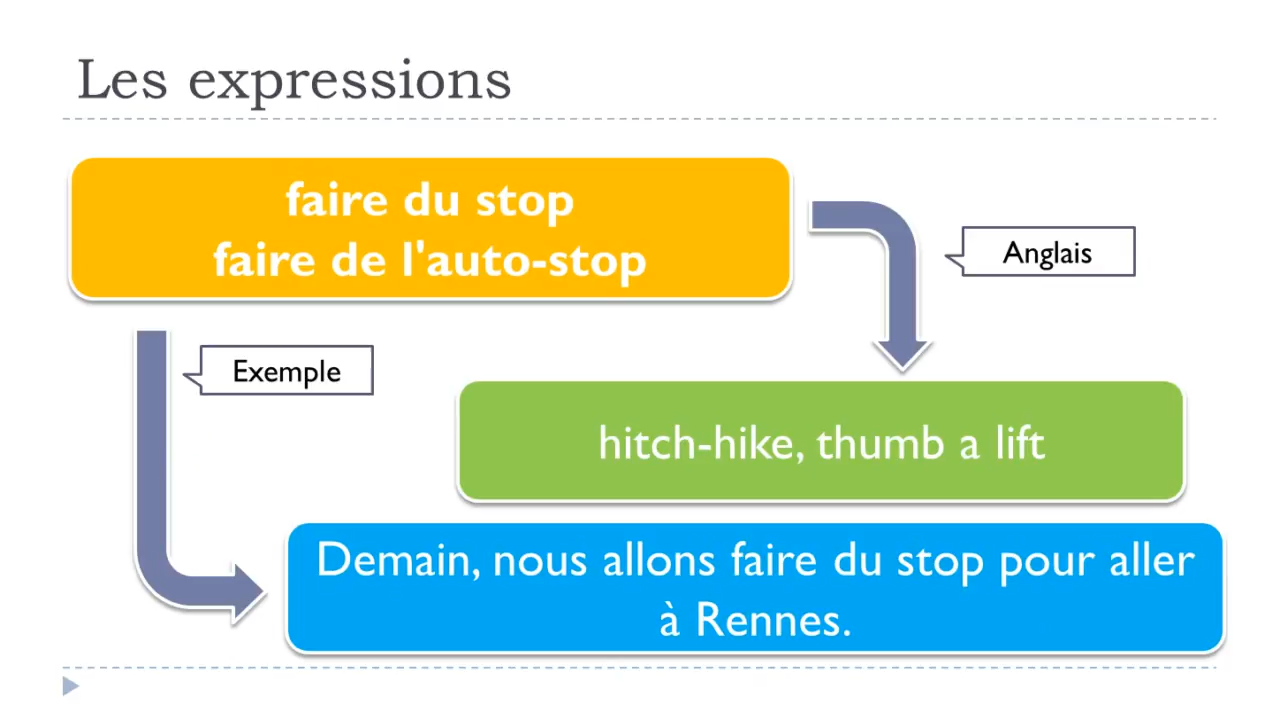 Les expressions
faire du stop
faire de l'auto-stop
Anglais
Exemple
hitch-hike, thumb a lift
Demain, nous allons faire du stop pour aller
à Rennes.